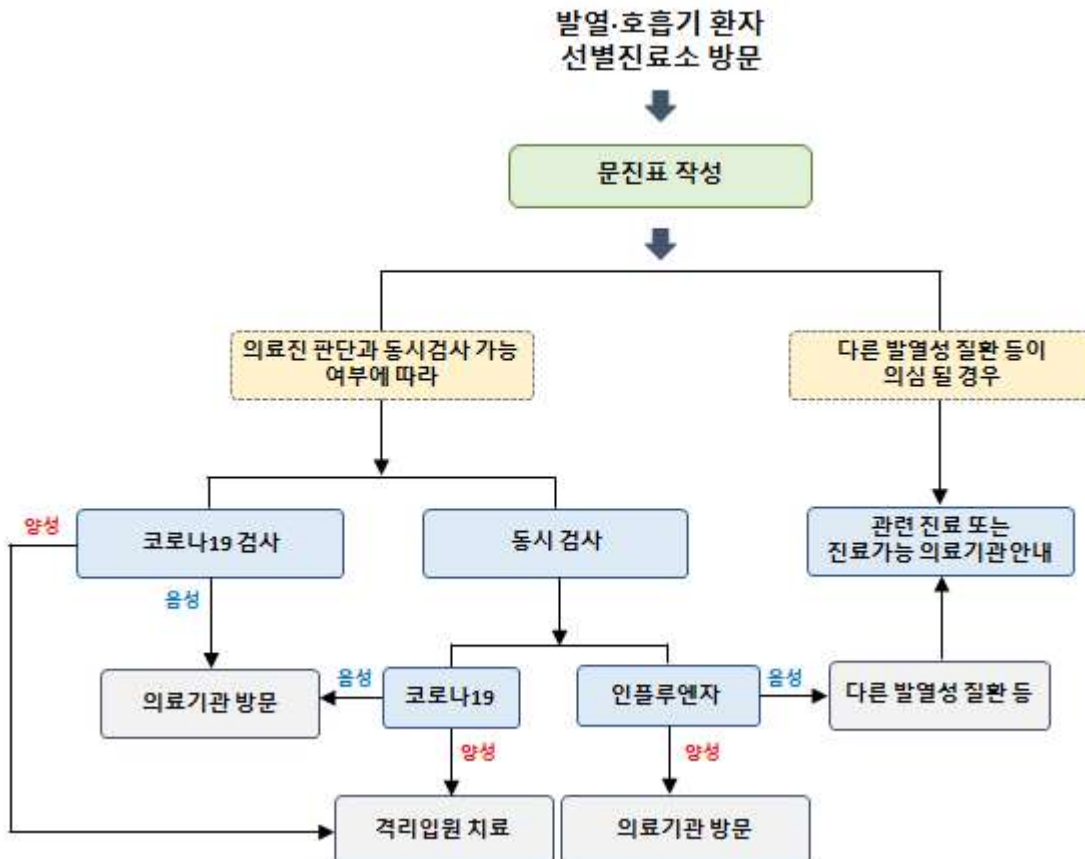 발열·호흡기 환자
선별진료소 방문
문진표 작성
의료진 판단과 동시검사 가능
여부에 따라
다른 발열성 질환 등이
의심 될 경우
양성
코로나19 검사
동시 검사
관련 진료 또는
진료가능 의료기관 안내
음성
의료기관 방문
음성
코로나19
인플루엔자
음성
다른 발열성 질환 등
양성
양성
격리입원 치료
의료기관 방문